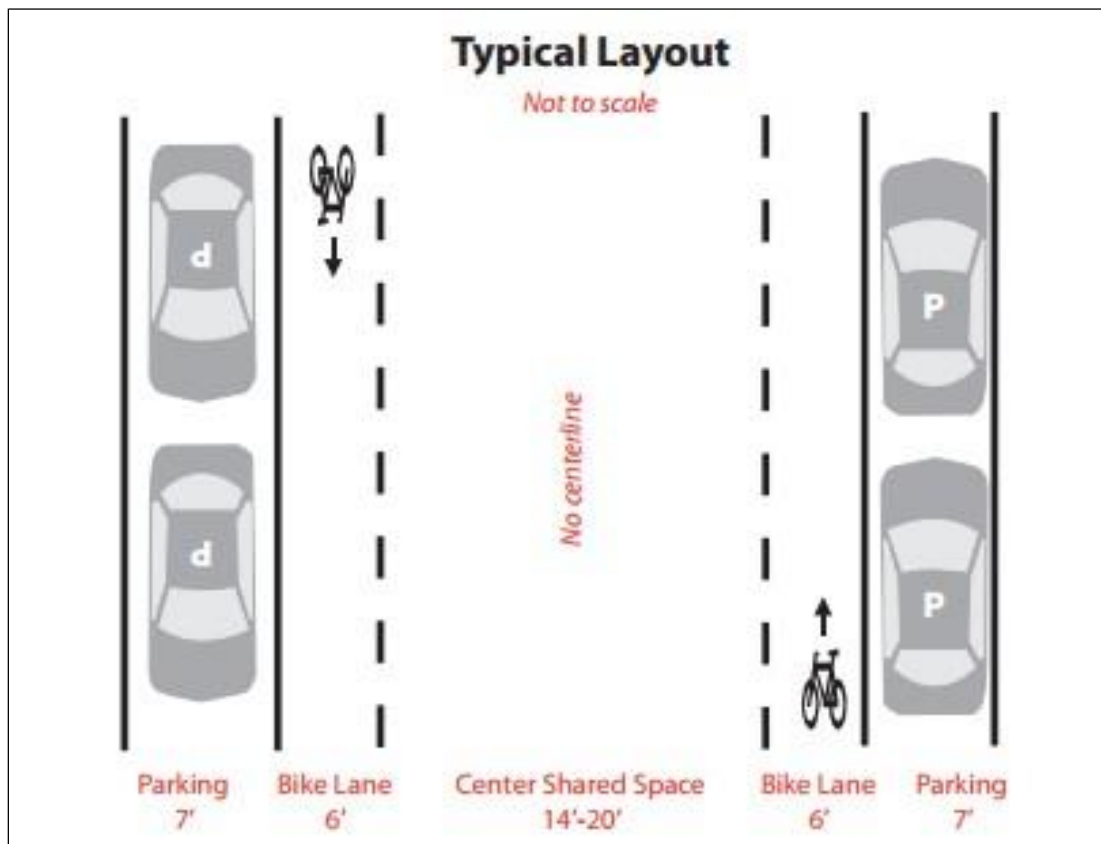 Typical Layout
Not to scale
P
P
P
P
No centerline
Parking
7'
Bike Lane
6'
Center Shared Space
14'-20'
Bike Lane
6'
Parking
7'